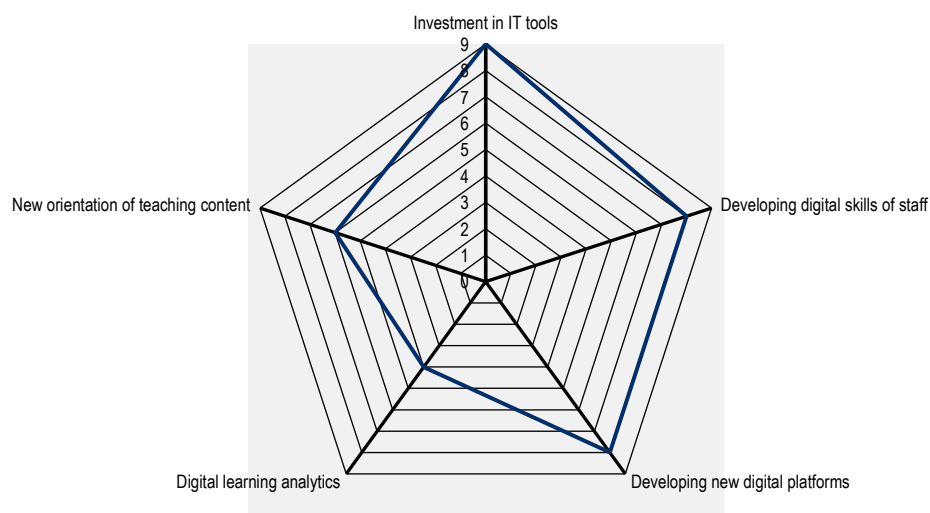 Investment in IT tools
9
8
7
6
5
4
3
2
1
0
New orientation of teaching content
Developing digital skills of staff
Digital learning analytics
Developing new digital platforms